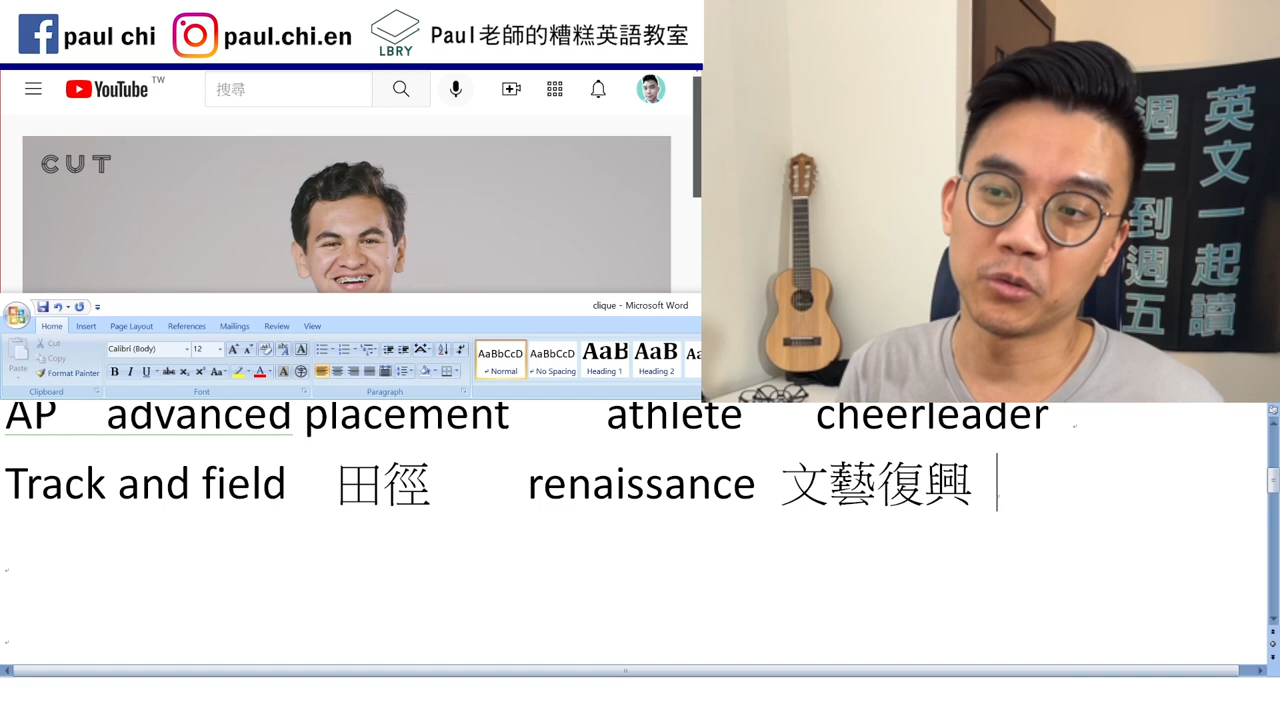 paul chi paul.chi.en LBRY Paul老師的糟糕英語教室
YouTube TW 搜尋
CUT
英文一起讀
週一到週五
clique - Microsoft Word
Home Insert Page Layout References Mailings Review View
Cut
Copy
Paste
Format Painter
Calibri (Body) 12
AaBbCcD AaBbCcD AaBb AaBb Aa
Normal No Spacing Heading 1 Heading 2
Clipboard Font Paragraph
AP advanced placement athlete cheerleader
Track and field 田徑 renaissance 文藝復興